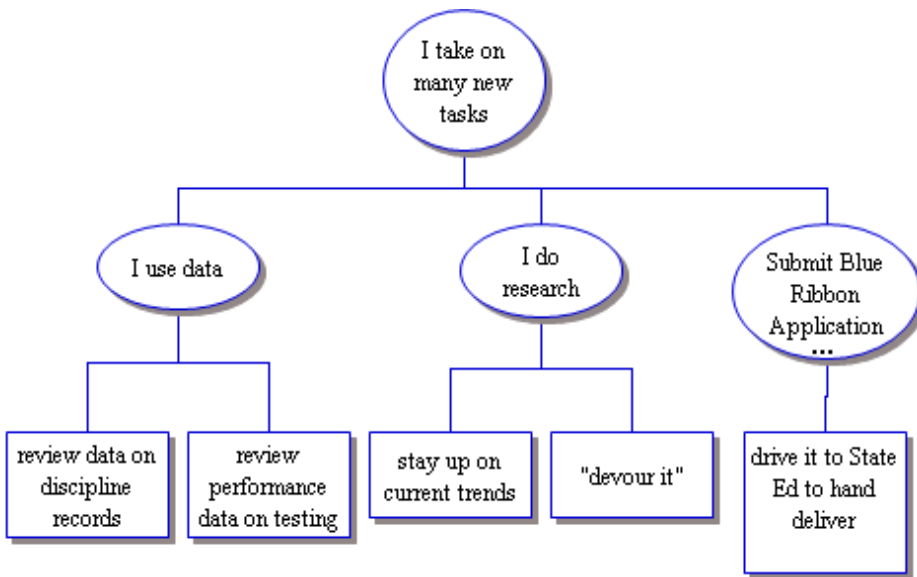 I take on
many new
tasks
I use data
I do
research
Submit Blue
Ribbon
Application
...
review data on
discipline
records
review
performance
data on testing
stay up on
current trends
"devour it"
drive it to State
Ed to hand
deliver